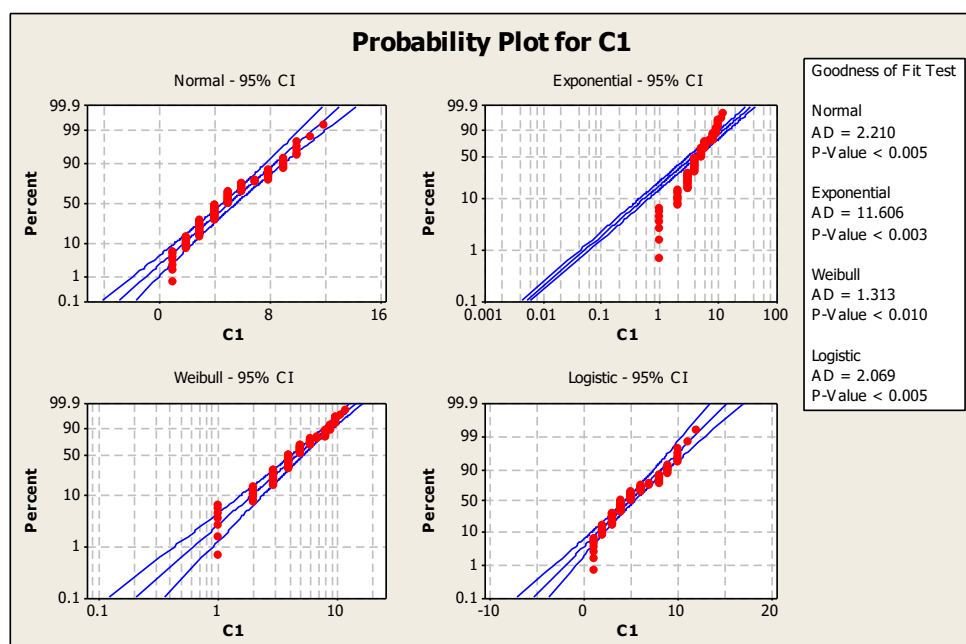 Probability Plot for C1
Normal - 95% CI
99.9
99
90
50
10
1
0.1
Percent
0 8 16
C1
Exponential - 95% CI
99.9
90
50
10
1
0.1
Percent
0.001 0.01 0.1 1 10 100
C1
Weibull - 95% CI
99.9
90
50
10
1
0.1
Percent
0.1 1 10
C1
Logistic - 95% CI
99.9
99
90
50
10
1
0.1
Percent
-10 0 10 20
C1
Goodness of Fit Test
Normal
AD = 2.210
P-Value < 0.005
Exponential
AD = 11.606
P-Value < 0.003
Weibull
AD = 1.313
P-Value < 0.010
Logistic
AD = 2.069
P-Value < 0.005